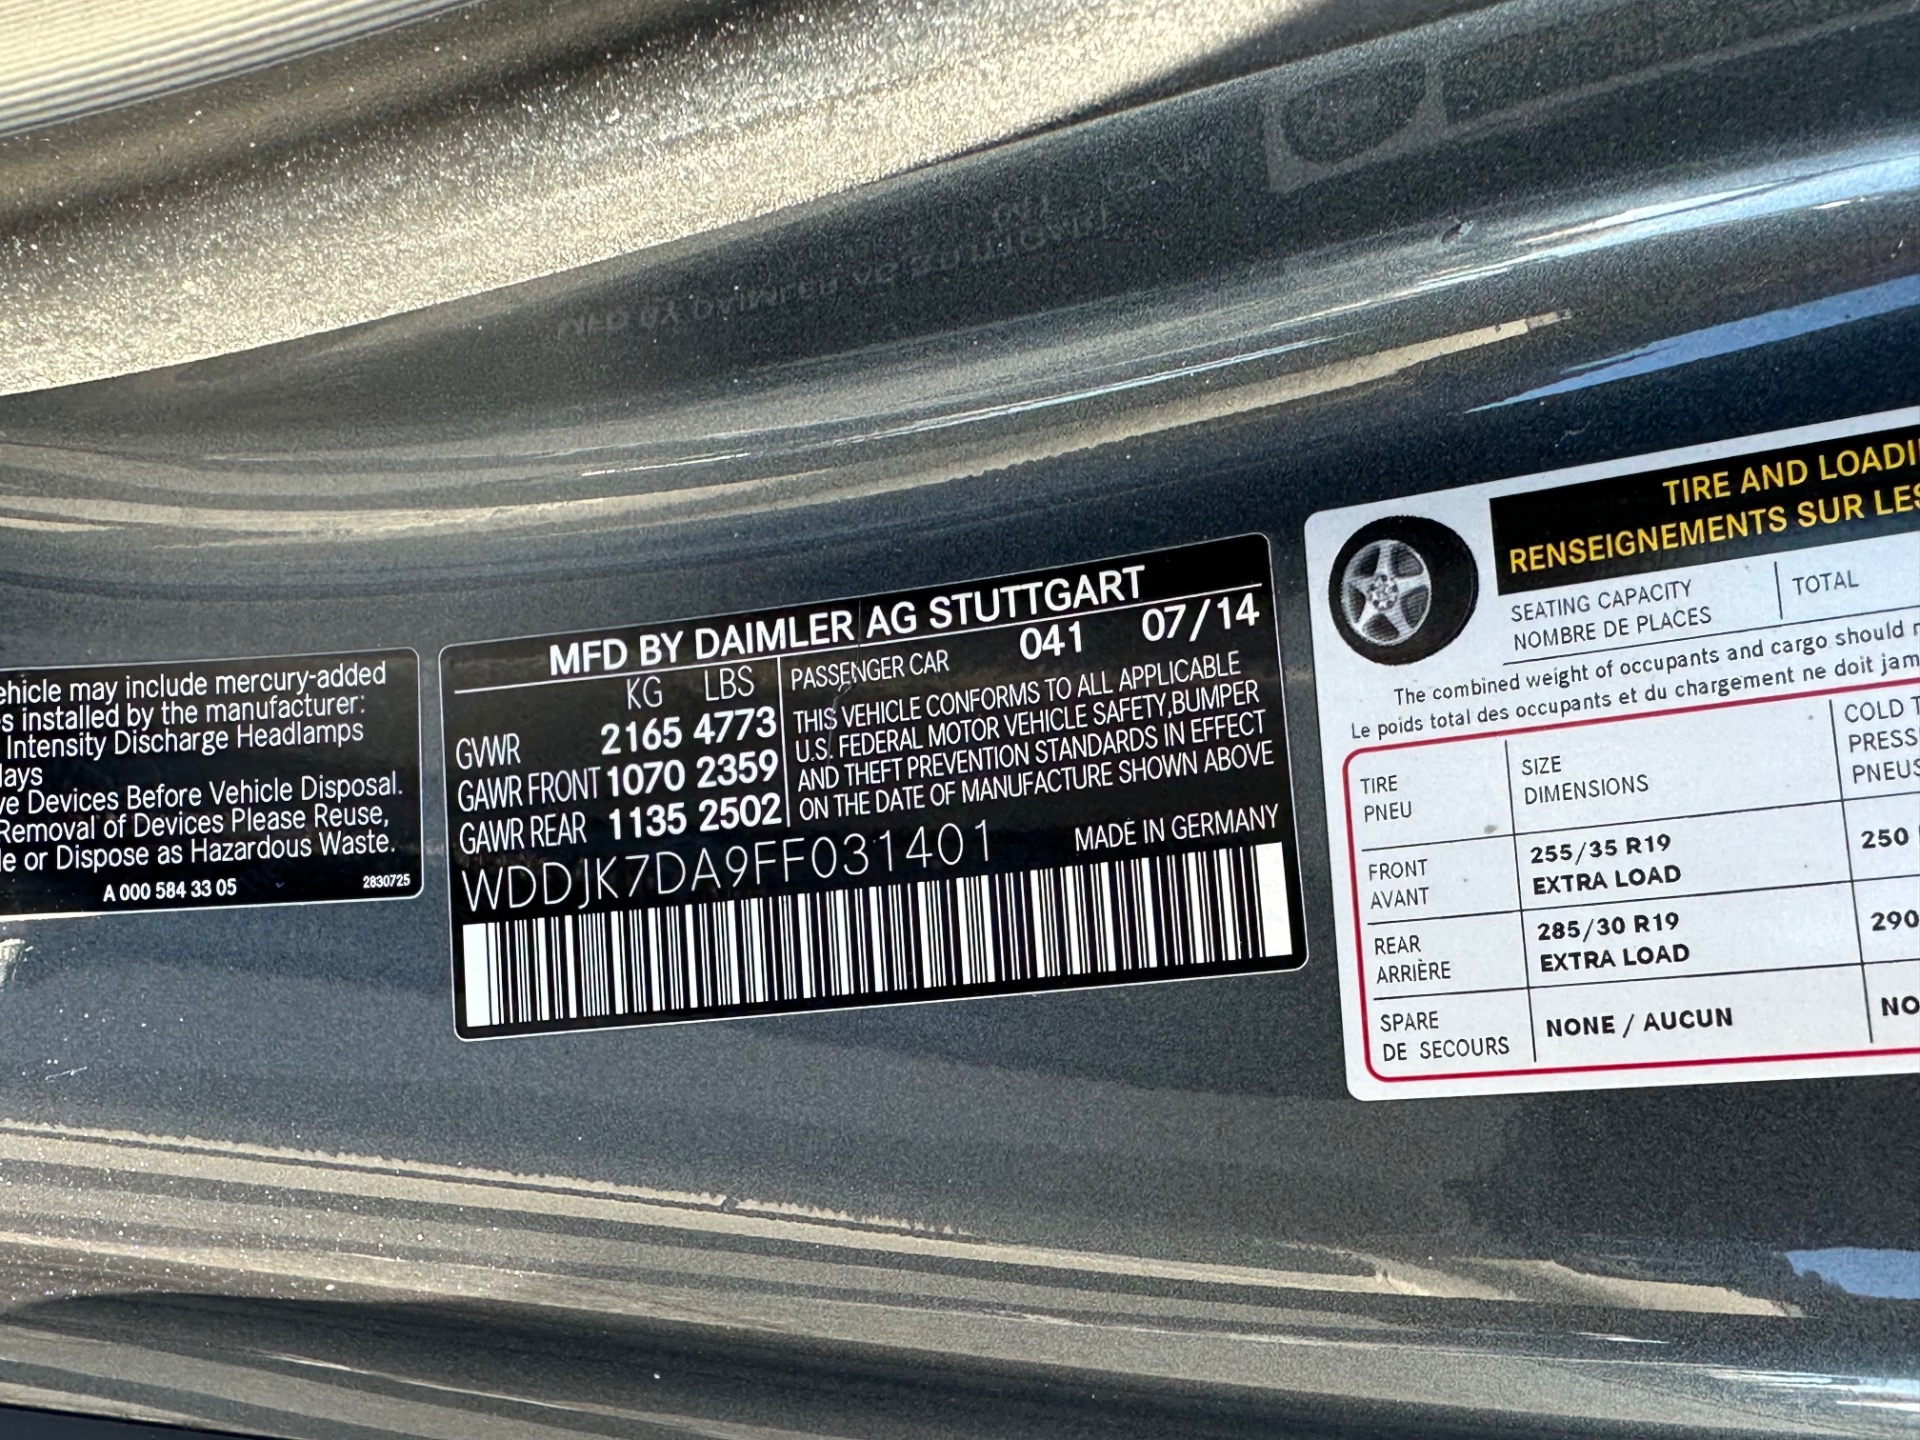 ehicle may include mercury-added
es installed by the manufacturer:
Intensity Discharge Headlamps
lays
ve Devices Before Vehicle Disposal.
Removal of Devices Please Reuse,
le or Dispose as Hazardous Waste.
A 000 584 33 05 2830725
MFD BY DAIMLER AG STUTTGART
KG LBS
GVWR 2165 4773
GAWR FRONT 1070 2359
GAWR REAR 1135 2502
PASSENGER CAR 041 07/14
THIS VEHICLE CONFORMS TO ALL APPLICABLE
U.S. FEDERAL MOTOR VEHICLE SAFETY,BUMPER
AND THEFT PREVENTION STANDARDS IN EFFECT
ON THE DATE OF MANUFACTURE SHOWN ABOVE
WDDJK7DA9FF031401 MADE IN GERMANY
TIRE AND LOADI
RENSEIGNEMENTS SUR LES
SEATING CAPACITY
NOMBRE DE PLACES
TOTAL
The combined weight of occupants and cargo should n
Le poids total des occupants et du chargement ne doit jam
TIRE
PNEU
SIZE
DIMENSIONS
COLD T
PRESS
PNEUS
FRONT
AVANT
255/35 R19
EXTRA LOAD
250
REAR
ARRIÈRE
285/30 R19
EXTRA LOAD
290
SPARE
DE SECOURS
NONE / AUCUN
NO